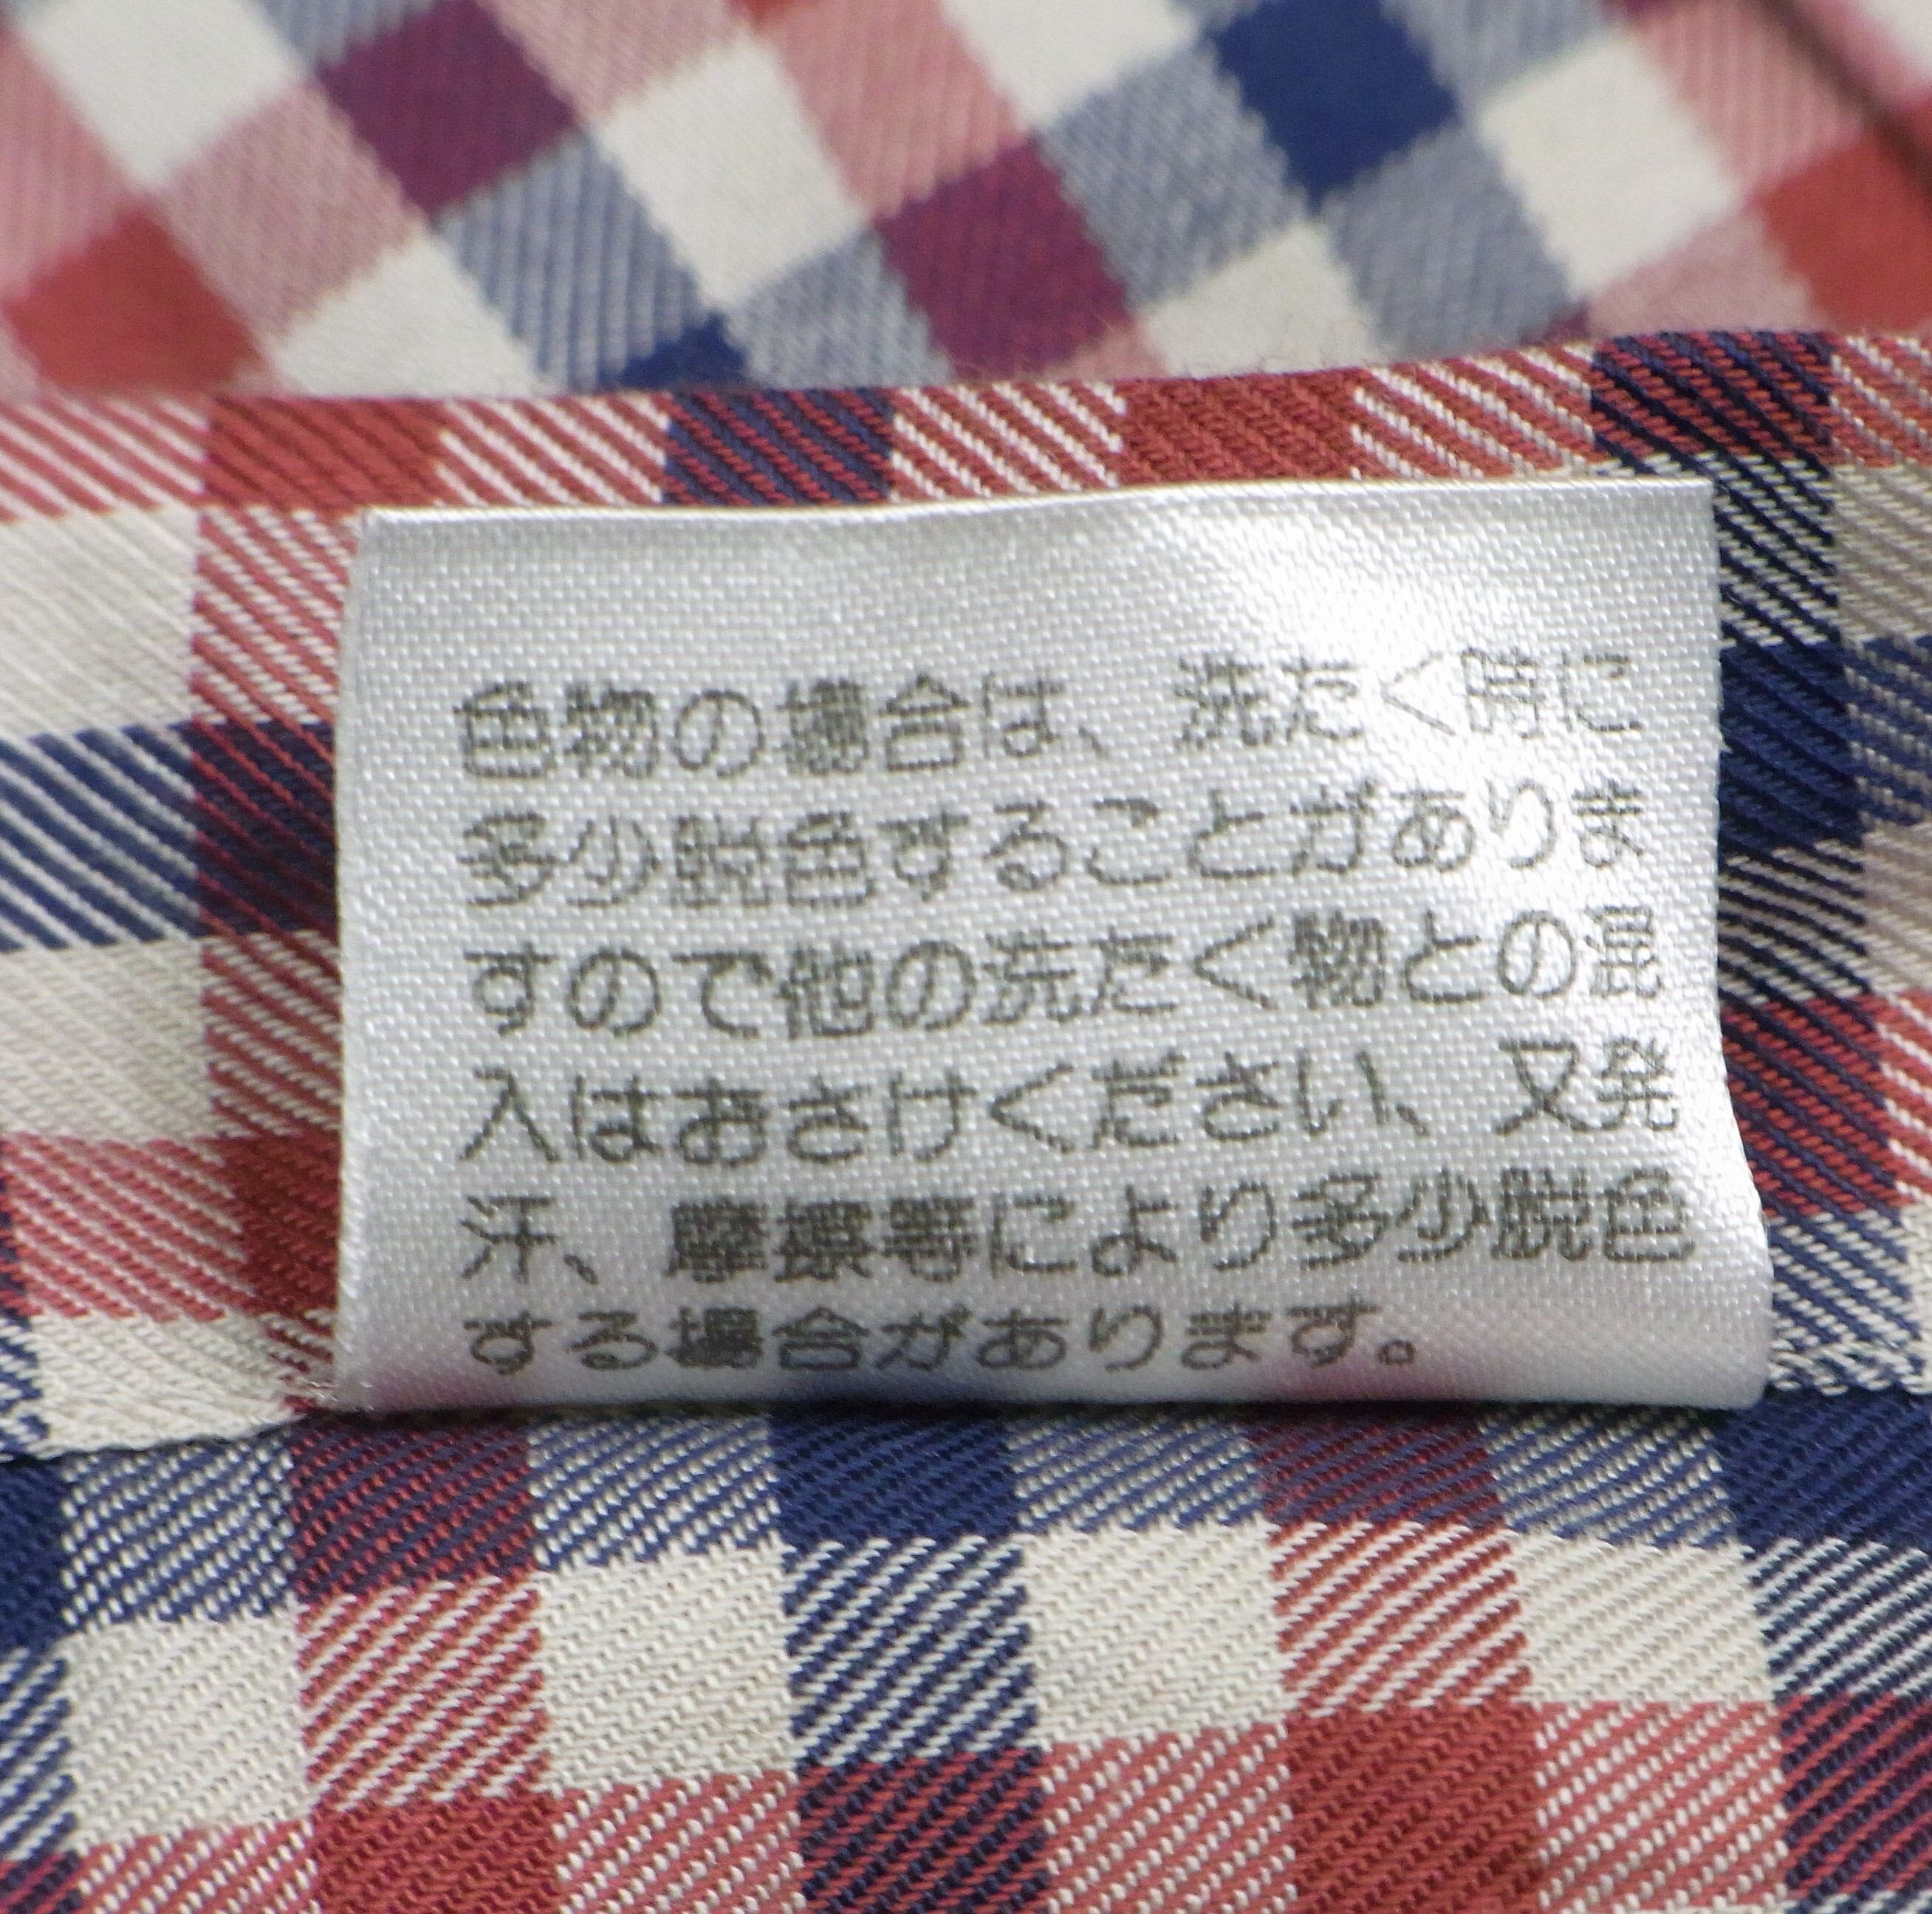 色物の場合は、洗たく時に
多少脱色することがありま
すので他の洗たく物との混
入はおさけください、又発
汗、摩擦等により多少脱色
する場合があります。